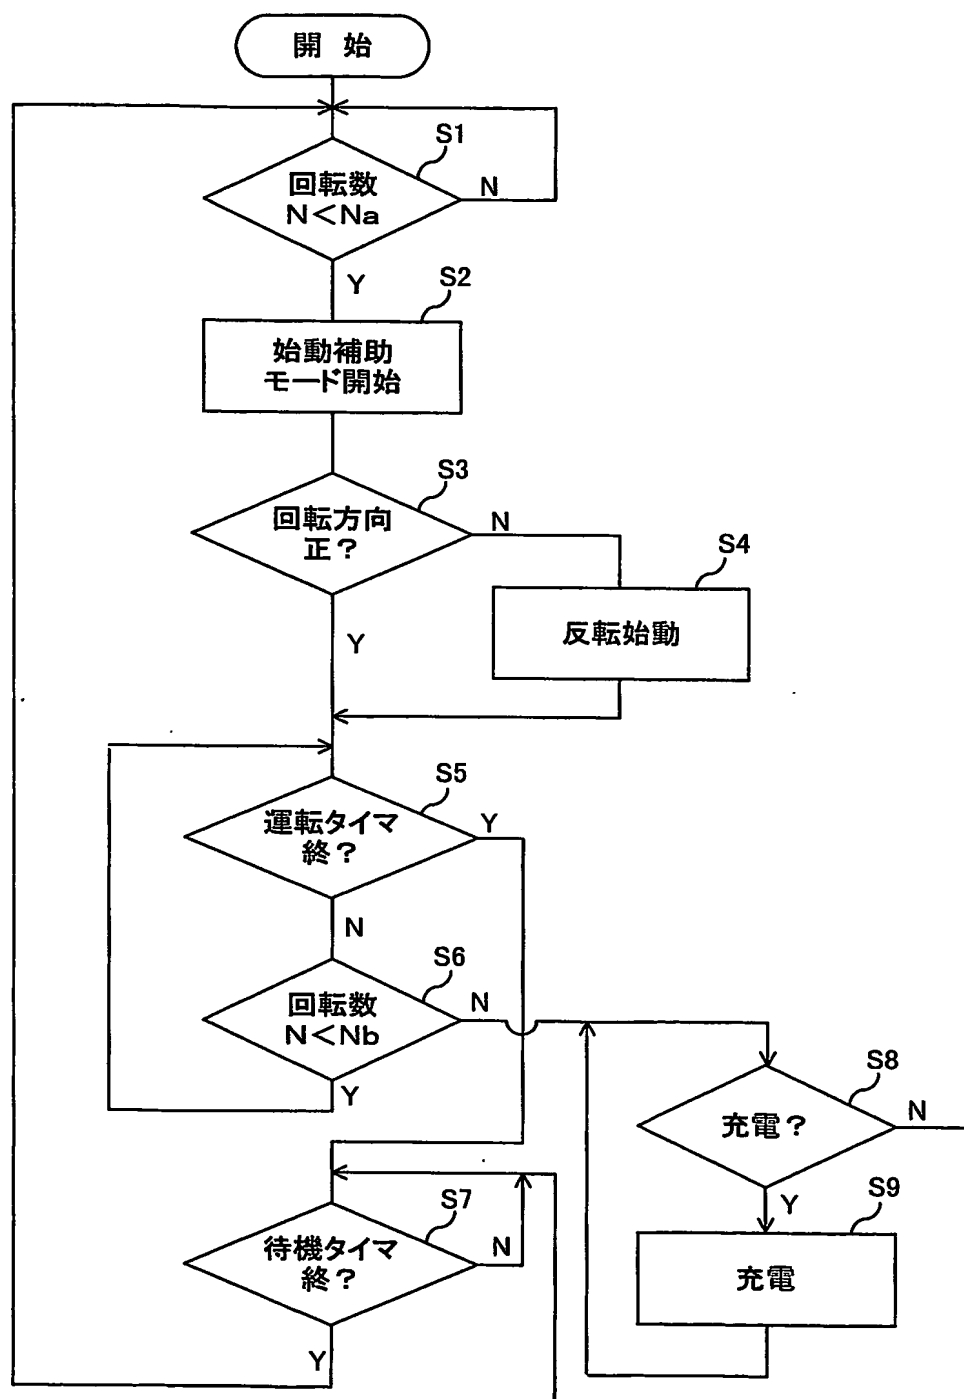 開 始
S1
回転数
N<Na
N
Y
S2
始動補助
モード開始
S3
回転方向
正?
N
Y
S4
反転始動
S5
運転タイマ
終?
Y
N
S6
回転数
N<Nb
N
Y
S8
充電?
N
Y
S7
待機タイマ
終?
N
Y
S9
充電